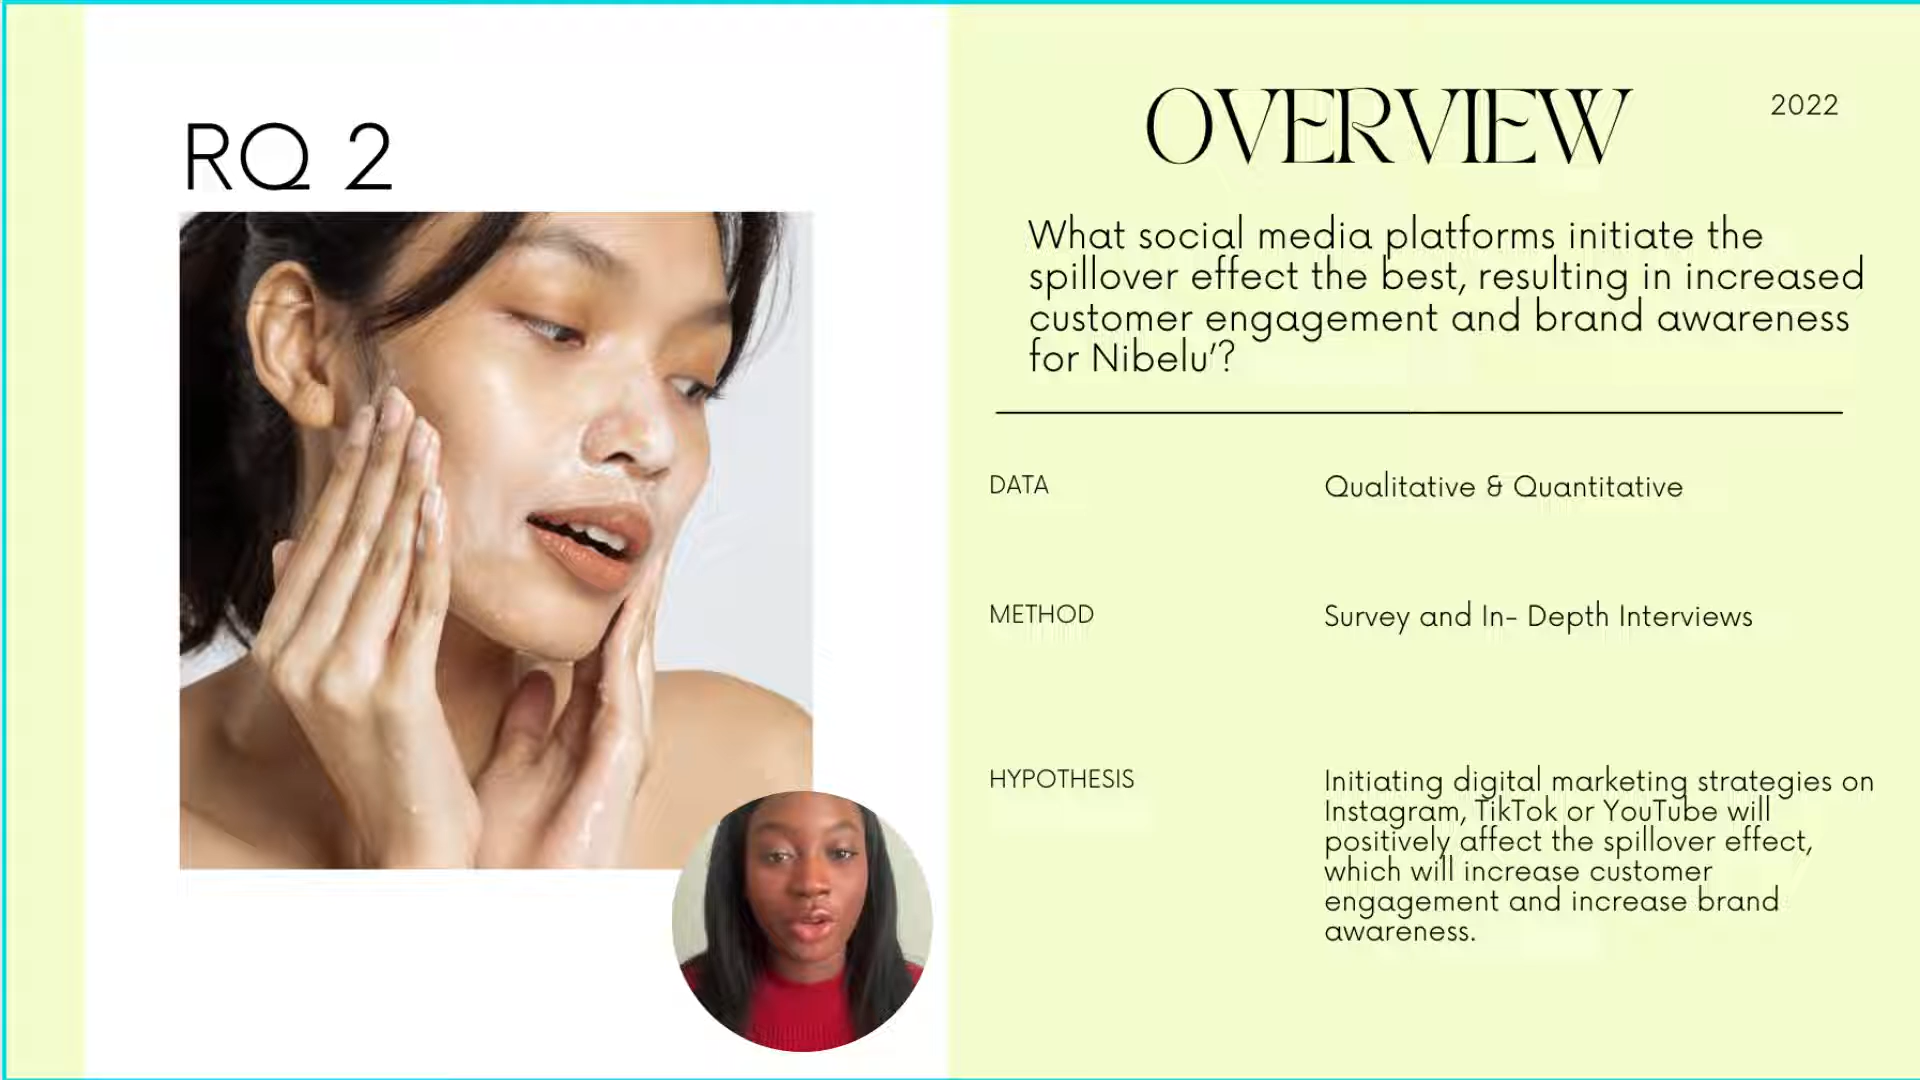 RQ 2
OVERVIEW
2022
What social media platforms initiate the
spillover effect the best, resulting in increased
customer engagement and brand awareness
for Nibelu'?
DATA
Qualitative & Quantitative
METHOD
Survey and In- Depth Interviews
HYPOTHESIS
Initiating digital marketing strategies on
Instagram, TikTok or YouTube will
positively affect the spillover effect,
which will increase customer
engagement and increase brand
awareness.